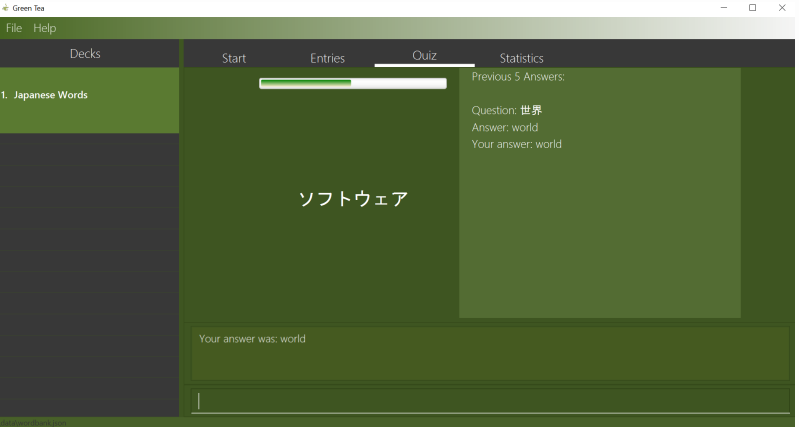 Green Tea
File Help
Decks
Start Entries Quiz Statistics
1. Japanese Words
Previous 5 Answers:
Question: 世界
Answer: world
Your answer: world
ソフトウェア
Your answer was: world